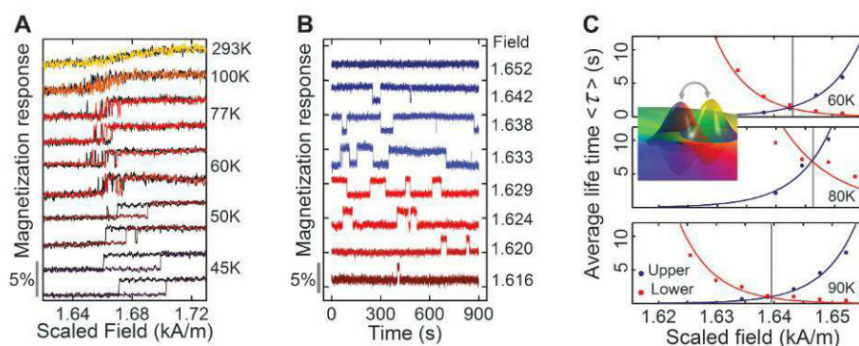 A
Magnetization response
293K
100K
77K
60K
50K
45K
5%
1.64 1.68 1.72
Scaled Field (kA/m)
B
Magnetization response
Field
1.652
1.642
1.638
1.633
1.629
1.624
1.620
1.616
5%
0 300 600 900
Time (s)
C
Average life time <τ> (s)
10
5
60K
10
5
80K
10
5
Upper
Lower
90K
1.62 1.63 1.64 1.65
Scaled field (kA/m)